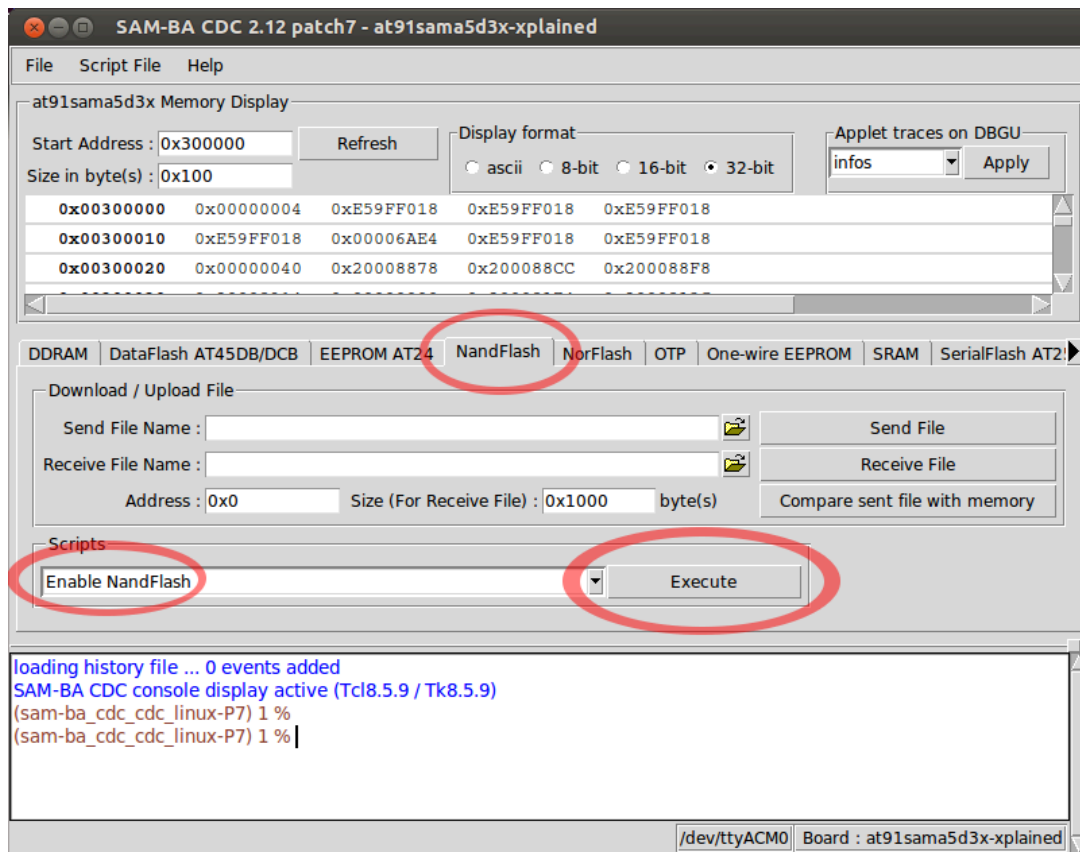 SAM-BA CDC 2.12 patch7 - at91sama5d3x-xplained
File Script File Help
at91sama5d3x Memory Display
Start Address : 0x300000 Refresh
Size in byte(s) : 0x100
Display format
ascii 8-bit 16-bit 32-bit
Applet traces on DBGU
infos Apply
0x00300000 0x00000004 0xE59FF018 0xE59FF018 0xE59FF018
0x00300010 0xE59FF018 0x00006AE4 0xE59FF018 0xE59FF018
0x00300020 0x00000040 0x20008878 0x200088CC 0x200088F8
DDRAM DataFlash AT45DB/DCB EEPROM AT24 NandFlash NorFlash OTP One-wire EEPROM SRAM SerialFlash AT2
Download / Upload File
Send File Name : Send File
Receive File Name : Receive File
Address : 0x0 Size (For Receive File) : 0x1000 byte(s) Compare sent file with memory
Scripts
Enable NandFlash Execute
loading history file ... 0 events added
SAM-BA CDC console display active (Tcl8.5.9 / Tk8.5.9)
(sam-ba_cdc_cdc_linux-P7) 1 %
(sam-ba_cdc_cdc_linux-P7) 1 %
/dev/ttyACM0 Board : at91sama5d3x-xplained